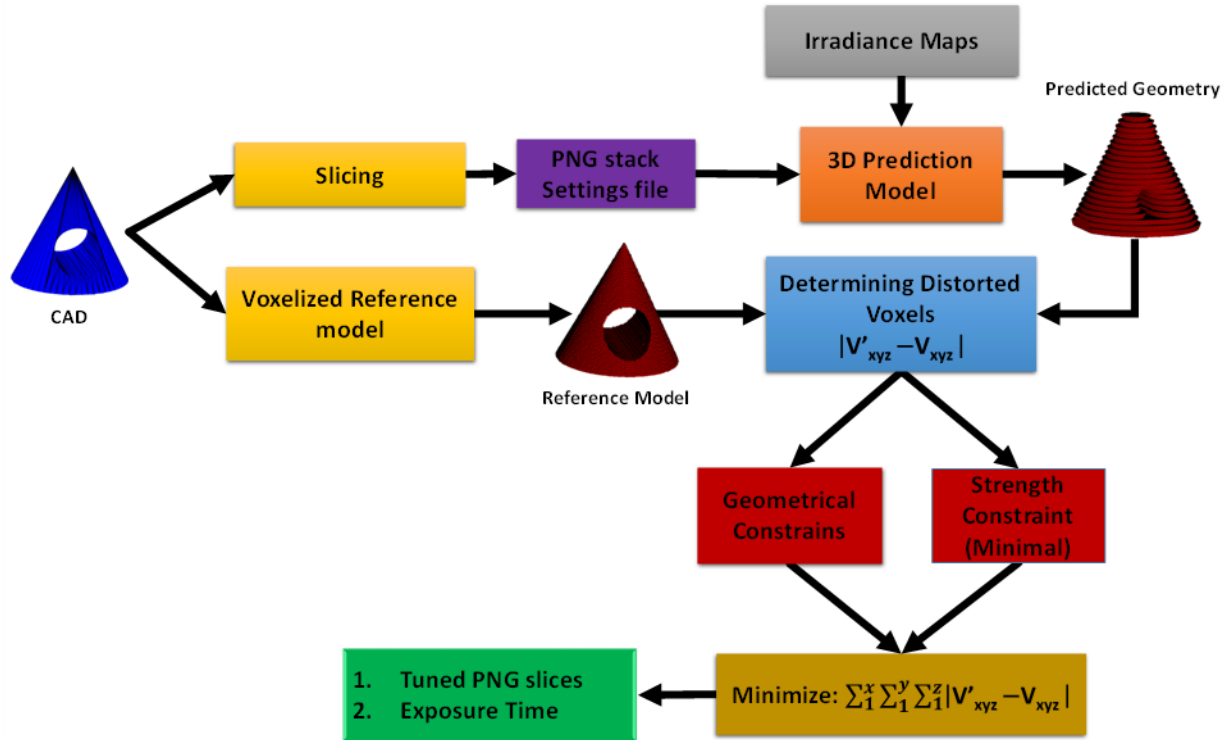 Irradiance Maps
Predicted Geometry
Slicing
PNG stack
Settings file
3D Prediction
Model
CAD
Voxelized Reference
model
Reference Model
Determining Distorted
Voxels
|V'xyz –Vxyz|
Geometrical
Constrains
Strength
Constraint
(Minimal)
Minimize: ∑₁ˣ ∑₁ʸ ∑₁ᶻ|V'xyz –Vxyz|
1. Tuned PNG slices
2. Exposure Time